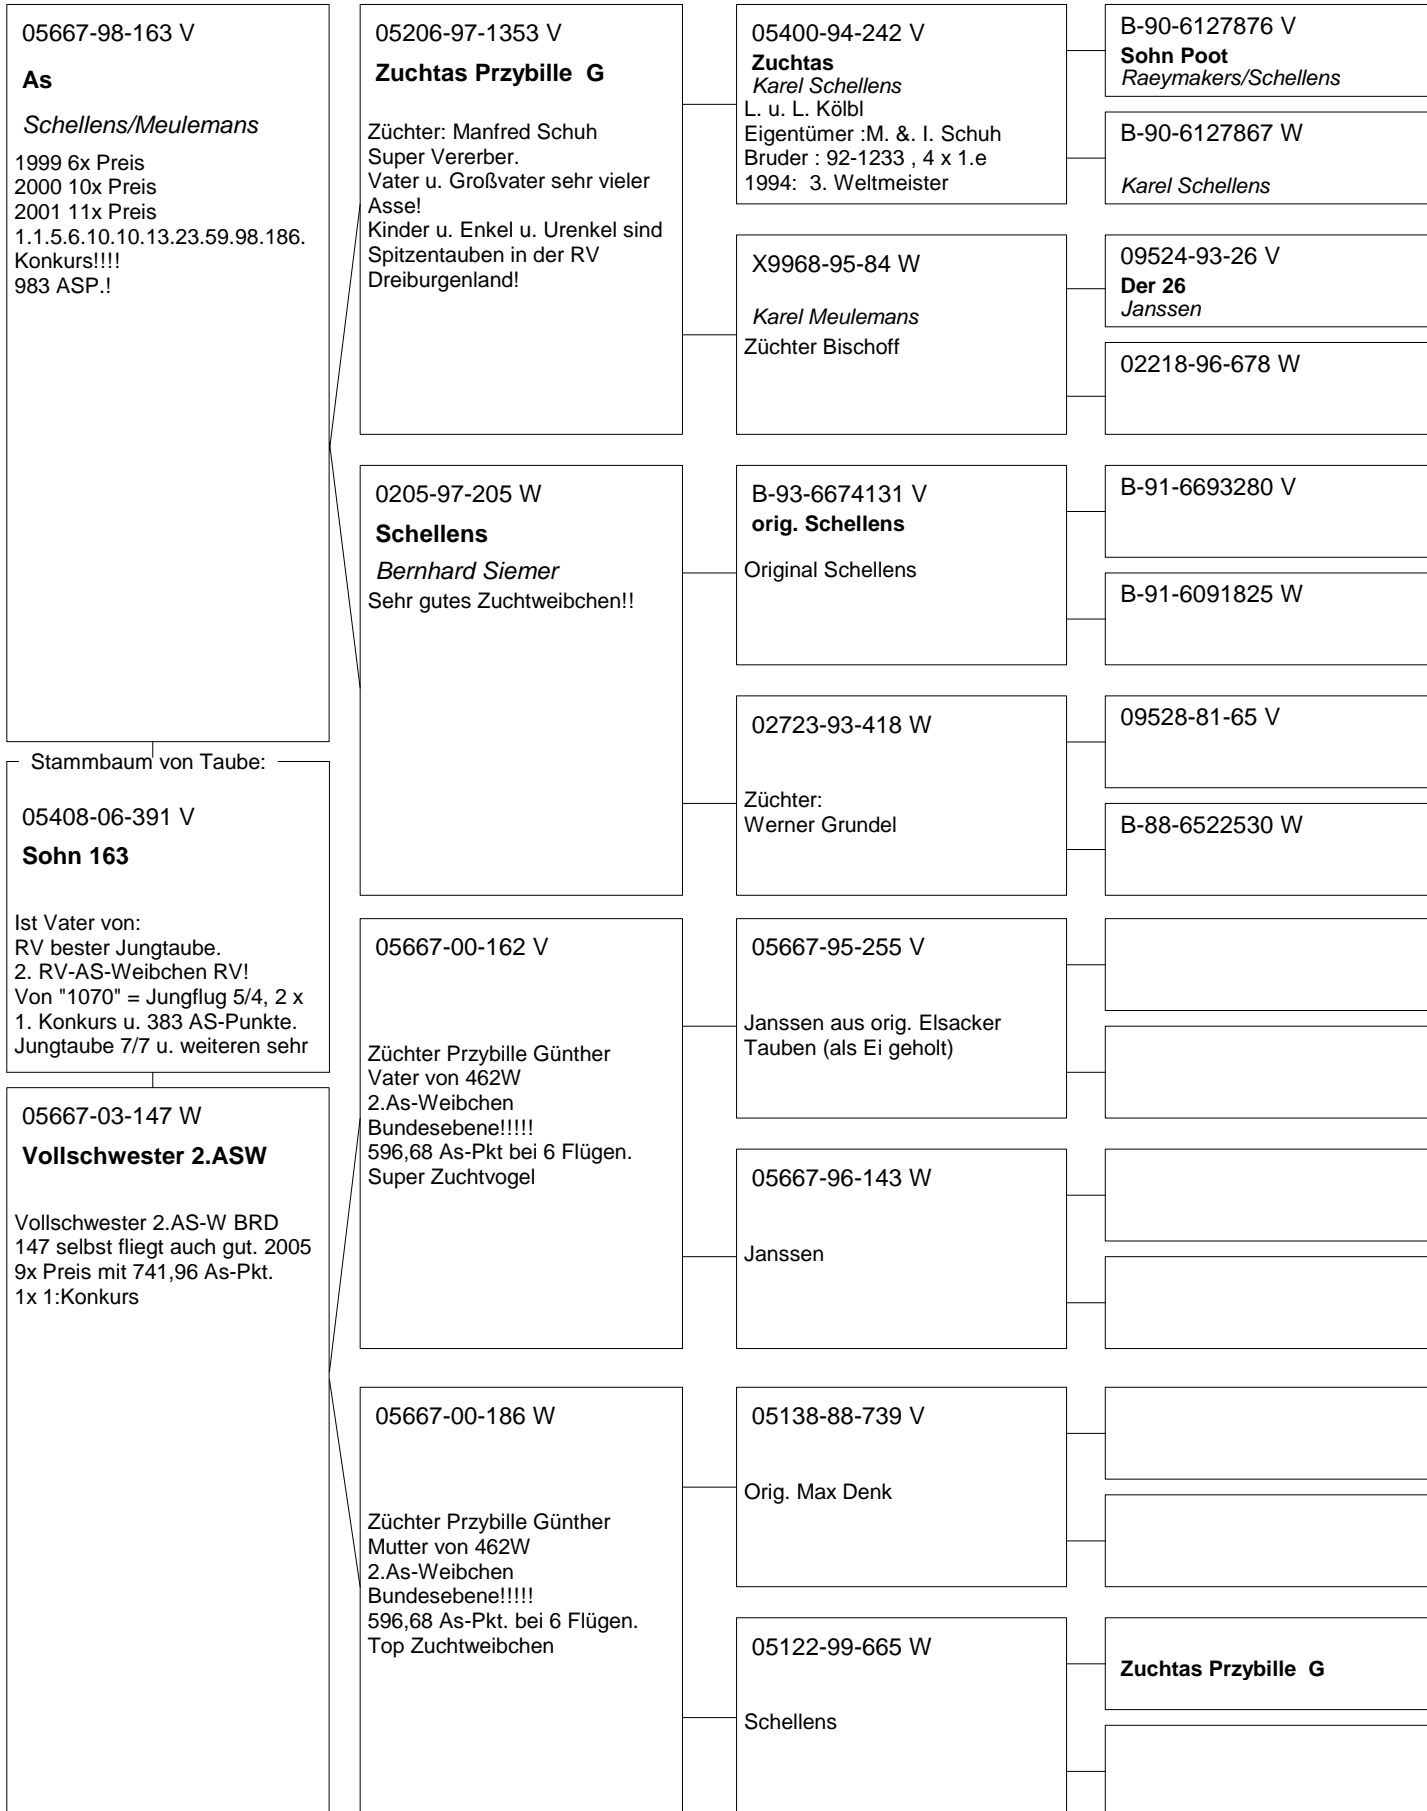 05667-98-163 V
As
Schellens/Meulemans
1999 6x Preis
2000 10x Preis
2001 11x Preis
1.1.5.6.10.10.13.23.59.98.186.
Konkurs!!!!
983 ASP.!
Stammbaum von Taube:
05408-06-391 V
Sohn 163
Ist Vater von:
RV bester Jungtaube.
2. RV-AS-Weibchen RV!
Von "1070" = Jungflug 5/4, 2 x
1. Konkurs u. 383 AS-Punkte.
Jungtaube 7/7 u. weiteren sehr
05667-03-147 W
Vollschwester 2.ASW
Vollschwester 2.AS-W BRD
147 selbst fliegt auch gut. 2005
9x Preis mit 741,96 As-Pkt.
1x 1:Konkurs
05206-97-1353 V
Zuchtas Przybille  G
Züchter: Manfred Schuh
Super Vererber.
Vater u. Großvater sehr vieler
Asse!
Kinder u. Enkel u. Urenkel sind
Spitzentauben in der RV
Dreiburgenland!
0205-97-205 W
Schellens
Bernhard Siemer
Sehr gutes Zuchtweibchen!!
05667-00-162 V
Züchter Przybille Günther
Vater von 462W
2.As-Weibchen
Bundesebene!!!!!
596,68 As-Pkt bei 6 Flügen.
Super Zuchtvogel
05667-00-186 W
Züchter Przybille Günther
Mutter von 462W
2.As-Weibchen
Bundesebene!!!!!
596,68 As-Pkt. bei 6 Flügen.
Top Zuchtweibchen
05400-94-242 V
Zuchtas
Karel Schellens
L. u. L. Kölbl
Eigentümer :M. &. I. Schuh
Bruder : 92-1233 , 4 x 1.e
1994:  3. Weltmeister
X9968-95-84 W
Karel Meulemans
Züchter Bischoff
B-93-6674131 V
orig. Schellens
Original Schellens
02723-93-418 W
Züchter:
Werner Grundel
05667-95-255 V
Janssen aus orig. Elsacker
Tauben (als Ei geholt)
05667-96-143 W
Janssen
05138-88-739 V
Orig. Max Denk
05122-99-665 W
Schellens
B-90-6127876 V
Sohn Poot
Raeymakers/Schellens
B-90-6127867 W
Karel Schellens
09524-93-26 V
Der 26
Janssen
02218-96-678 W
B-91-6693280 V
B-91-6091825 W
09528-81-65 V
B-88-6522530 W
Zuchtas Przybille  G